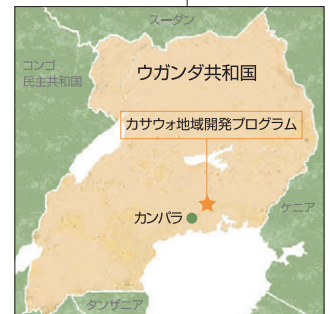 スーダン
コンゴ
民主共和国
ウガンダ共和国
カサウォ地域開発プログラム
カンパラ
ケニア
タンザニア